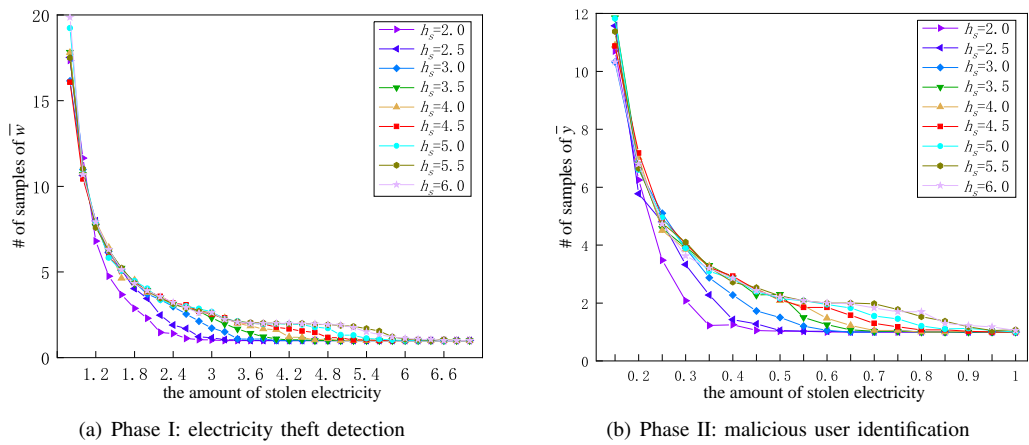 20
15
10
5
0
# of samples of w̅
1.2 1.8 2.4 3 3.6 4.2 4.8 5.4 6 6.6
the amount of stolen electricity
h_s=2.0
h_s=2.5
h_s=3.0
h_s=3.5
h_s=4.0
h_s=4.5
h_s=5.0
h_s=5.5
h_s=6.0
(a) Phase I: electricity theft detection
12
10
8
6
4
2
0
# of samples of y̅
0.2 0.3 0.4 0.5 0.6 0.7 0.8 0.9 1
the amount of stolen electricity
h_s=2.0
h_s=2.5
h_s=3.0
h_s=3.5
h_s=4.0
h_s=4.5
h_s=5.0
h_s=5.5
h_s=6.0
(b) Phase II: malicious user identification